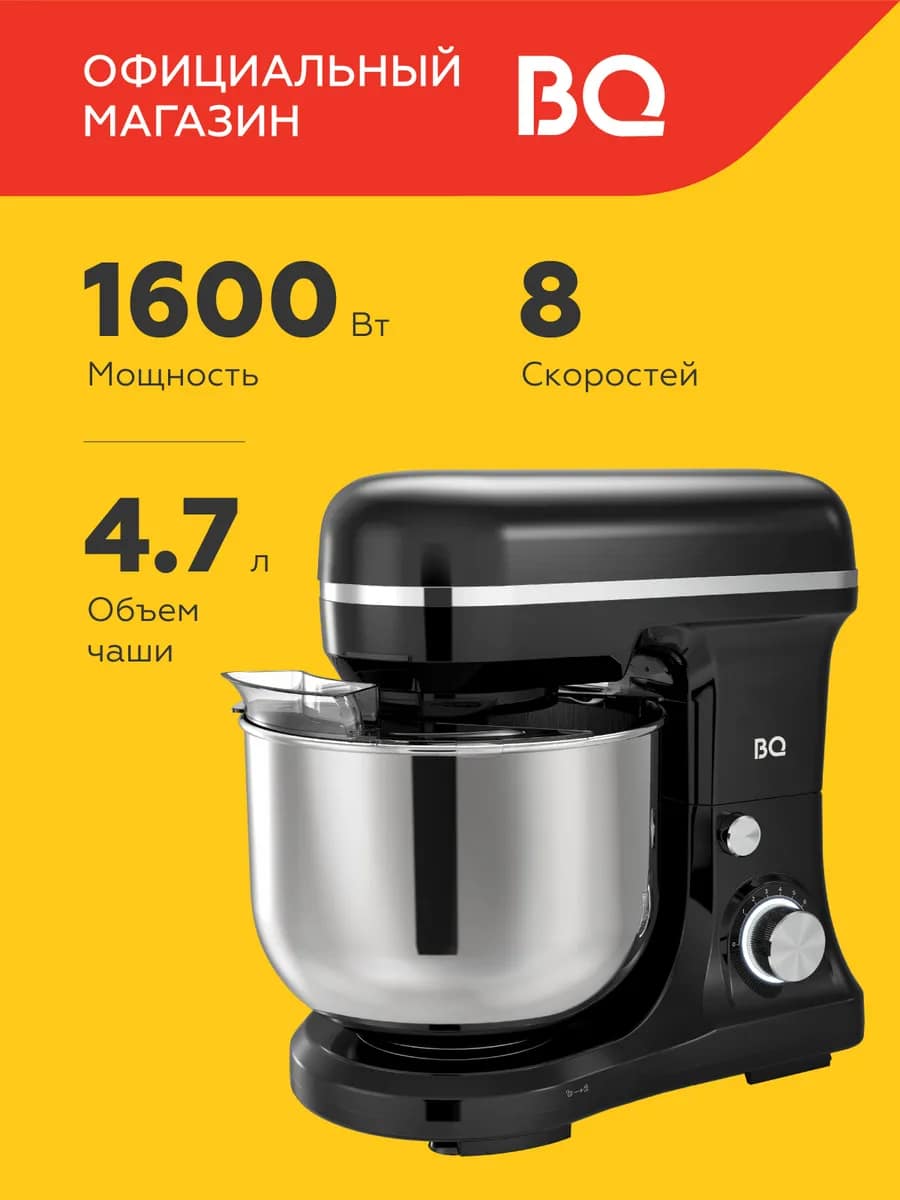 ОФИЦИАЛЬНЫЙ
МАГАЗИН
BQ
1600 Вт
Мощность
8
Скоростей
4.7 л
Объем
чаши
BQ